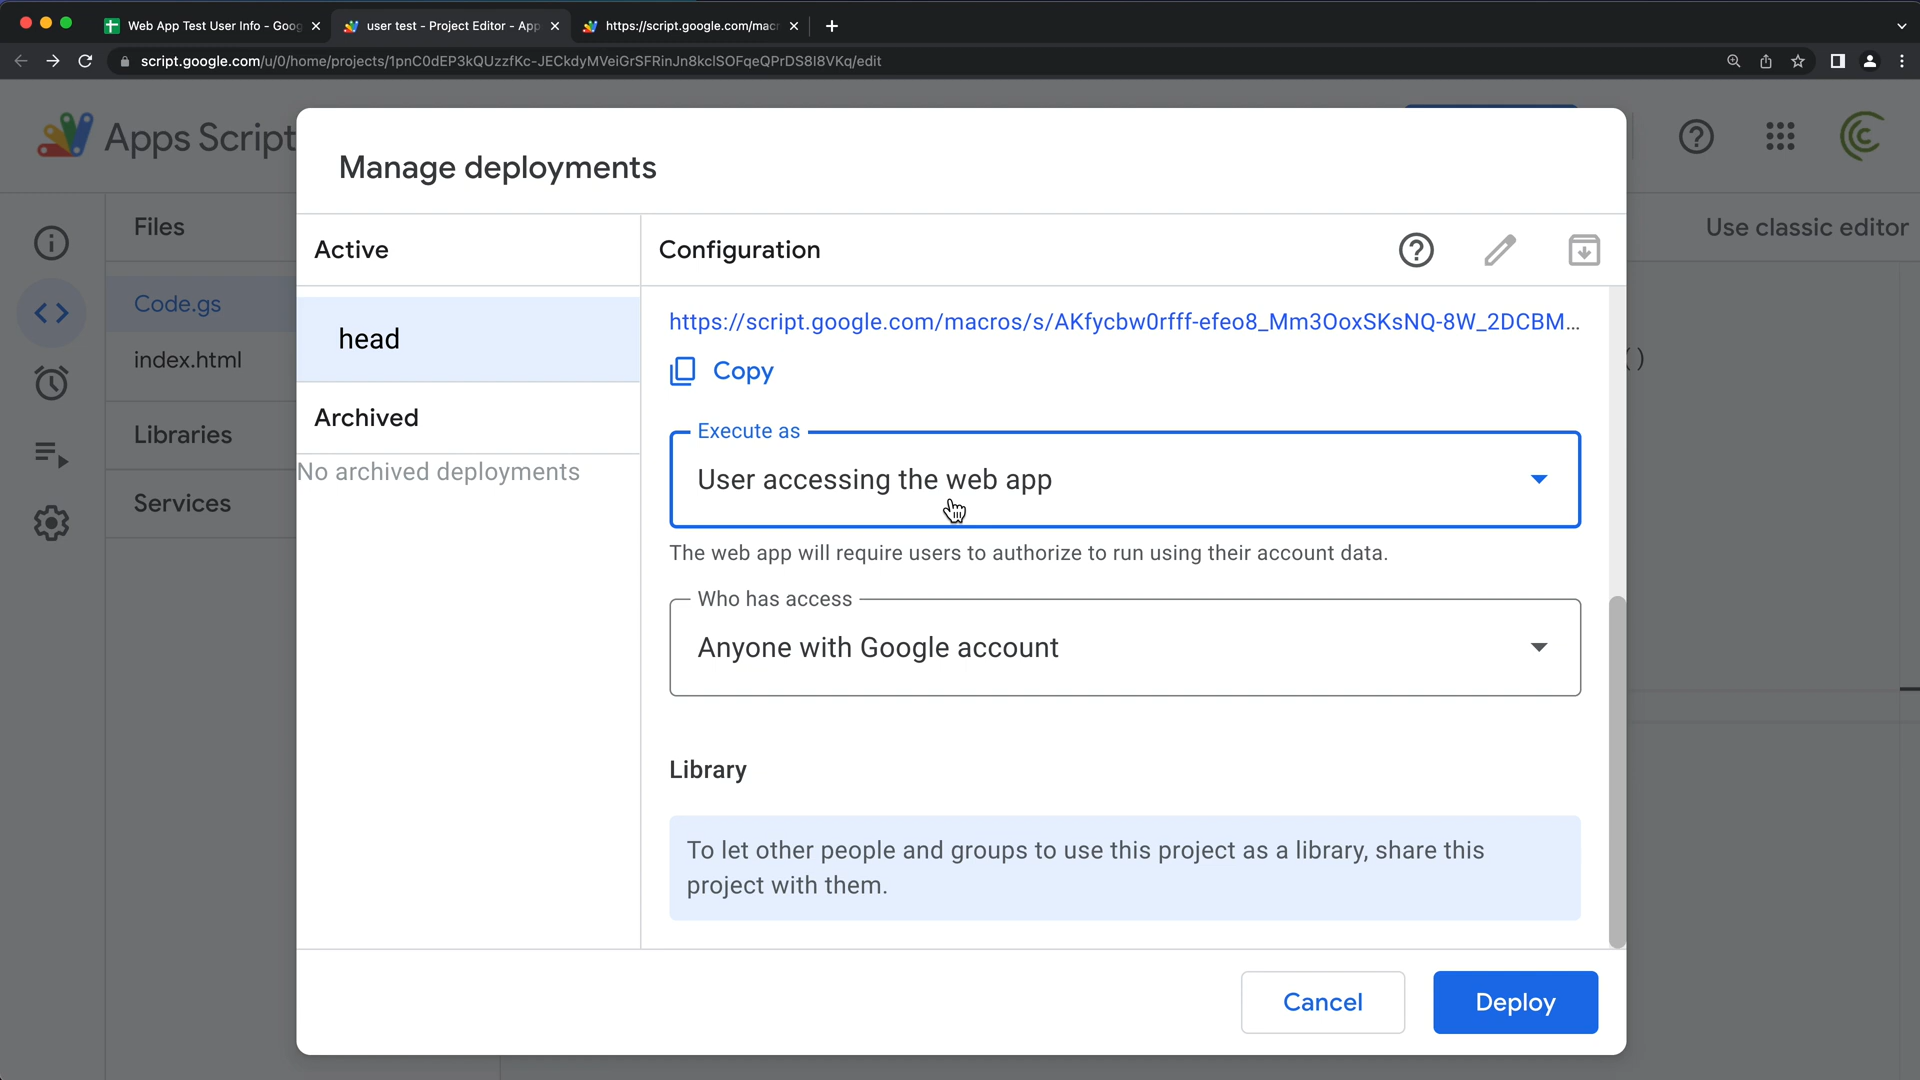 Web App Test User Info - Goog
user test - Project Editor - App
https://script.google.com/mac
script.google.com/u/0/home/projects/1pnC0dEP3kQUzzfKc-JECkdyMVeiGrSFRinJn8kclSOFqeQPrDS8I8VKq/edit
Apps Script
Manage deployments
Files
Use classic editor
Active
Configuration
Code.gs
head
https://script.google.com/macros/s/AKfycbw0rfff-efeo8_Mm3OoxSKsNQ-8W_2DCBM...
()
index.html
Copy
Archived
Execute as
Libraries
No archived deployments
User accessing the web app
Services
The web app will require users to authorize to run using their account data.
Who has access
Anyone with Google account
Library
To let other people and groups to use this project as a library, share this
project with them.
Cancel
Deploy